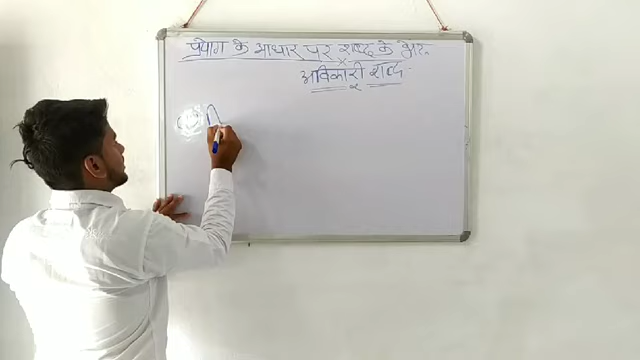 प्रयोग के आधार पर शब्द के भेद
अविकारी शब्द